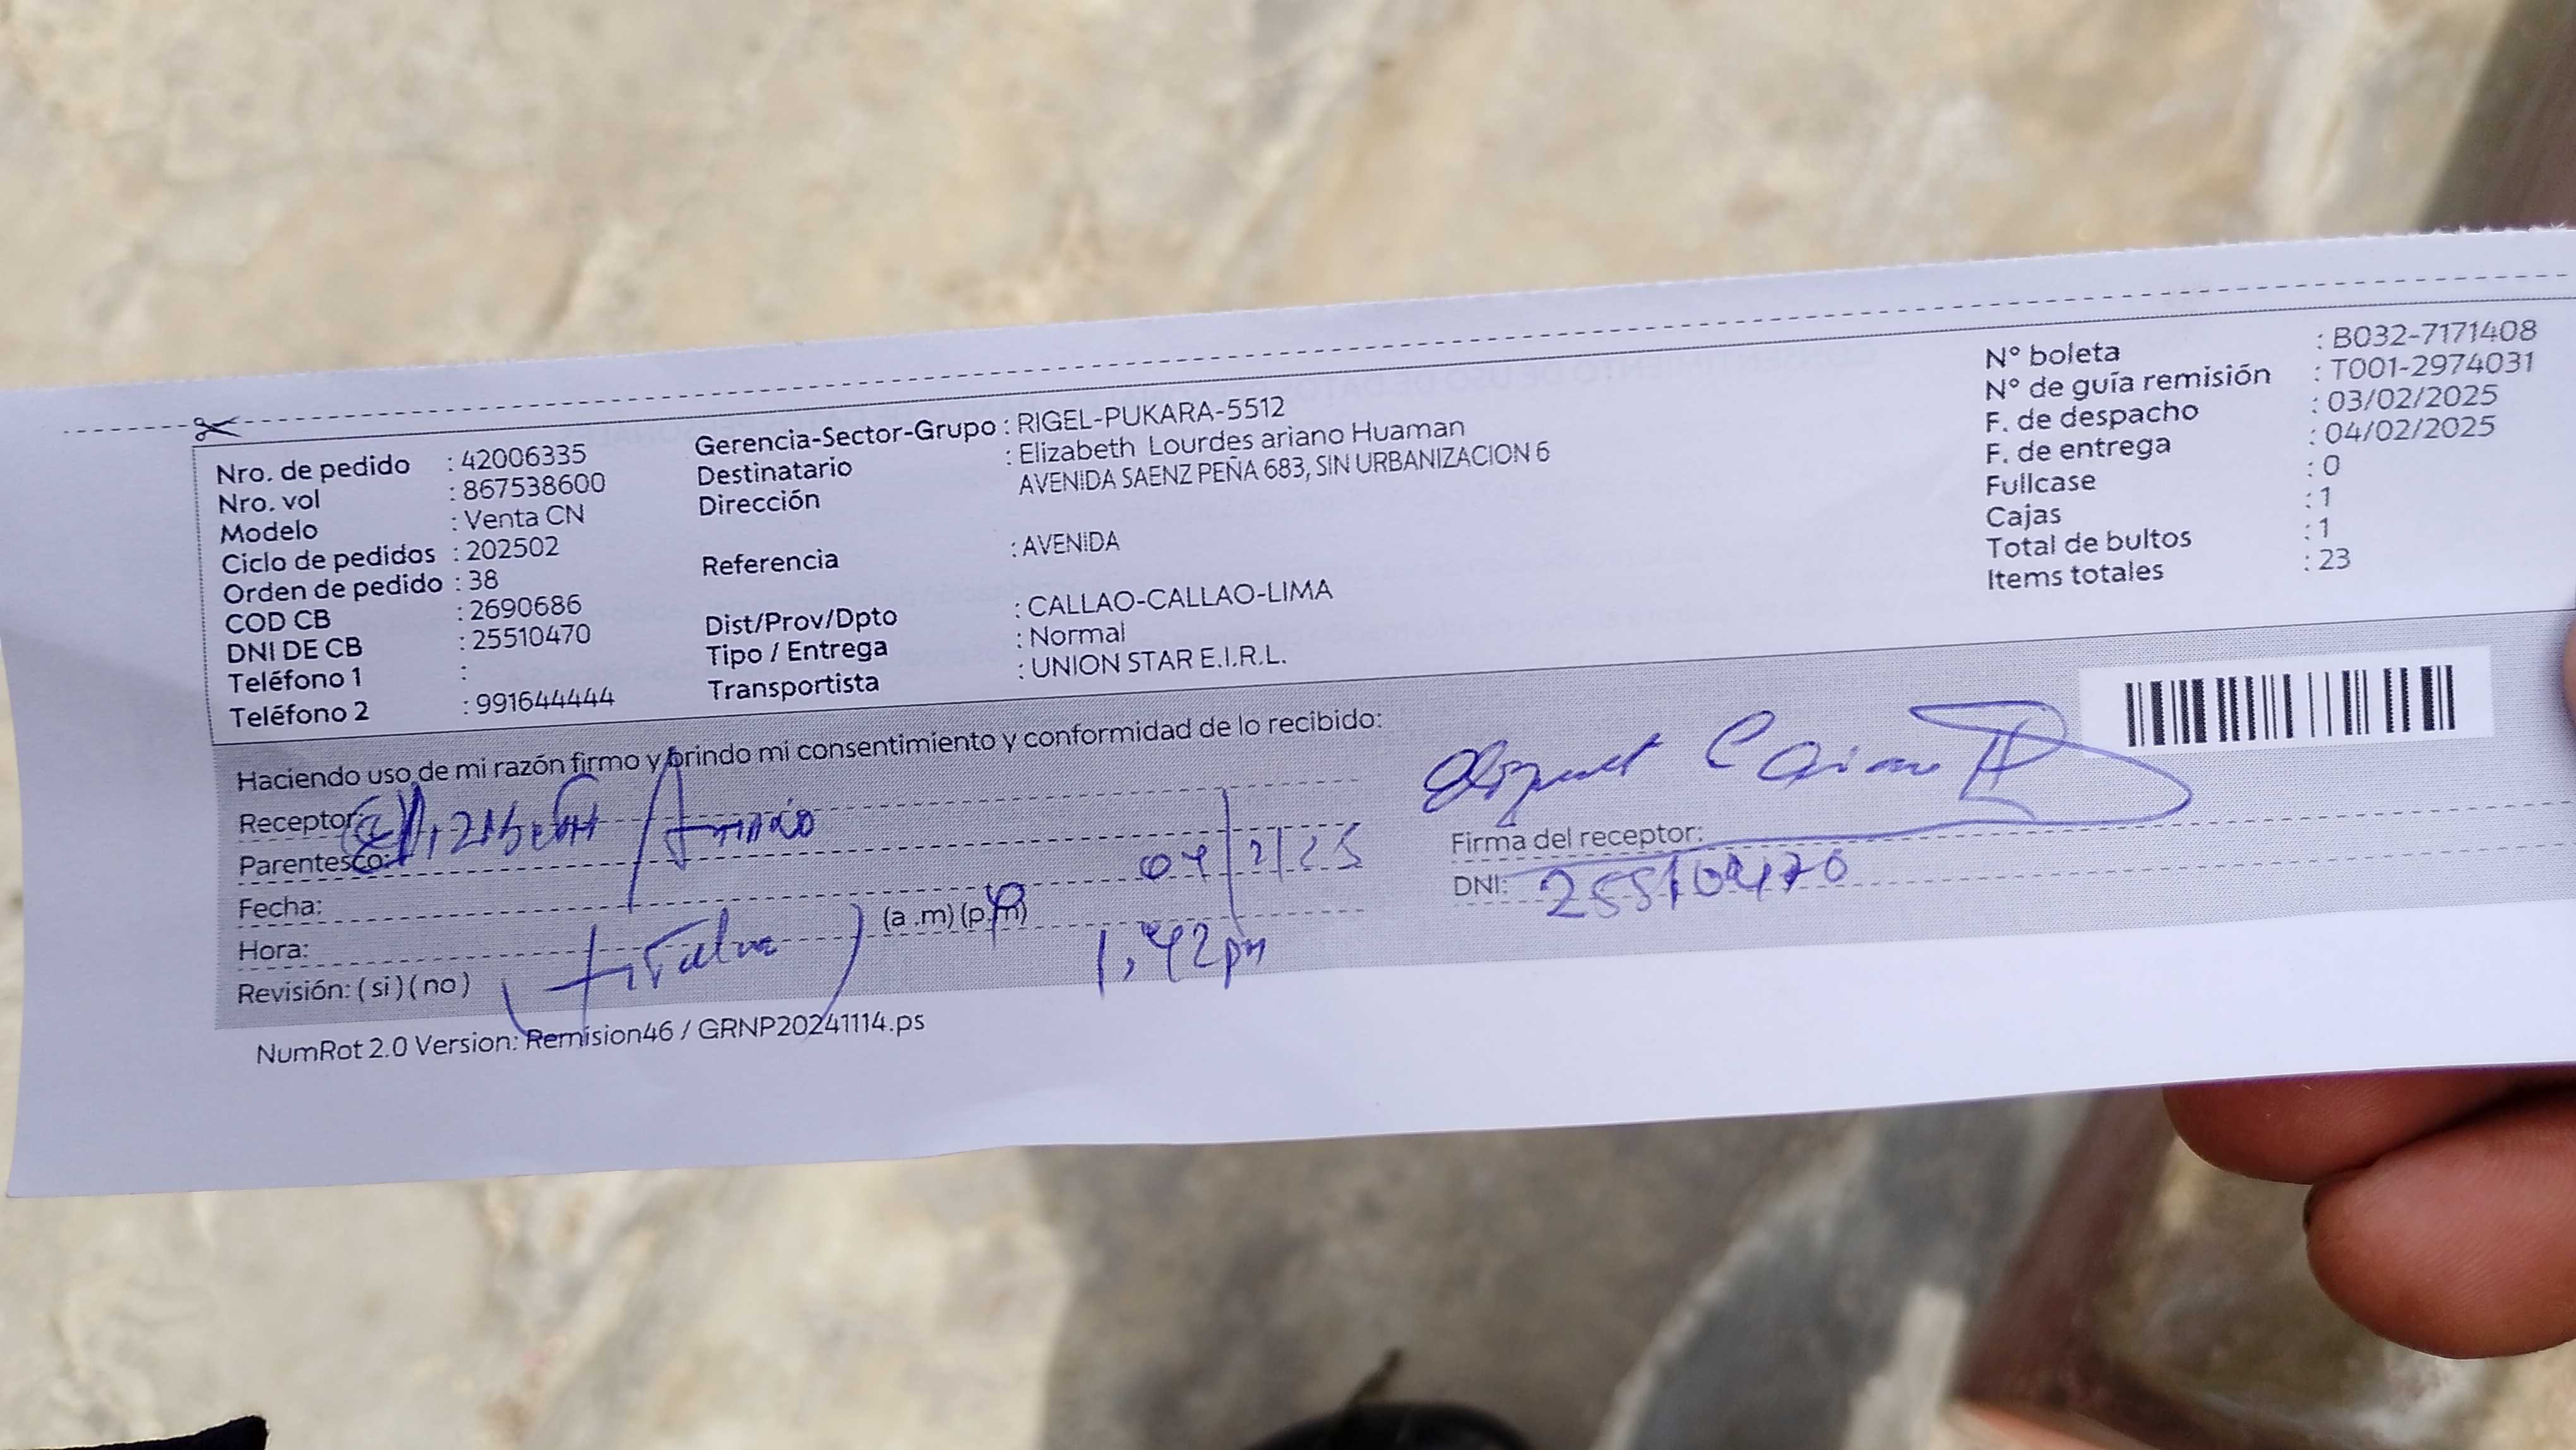 Nro. de pedido : 42006335
Nro. vol : 867538600
Modelo : Venta CN
Ciclo de pedidos : 202502
Orden de pedido : 38
COD CB : 2690686
DNI DE CB : 25510470
Teléfono 1 :
Teléfono 2 : 991644444
Gerencia-Sector-Grupo : RIGEL-PUKARA-5512
Destinatario : Elizabeth Lourdes ariano Huaman
Dirección AVENIDA SAENZ PEÑA 683, SIN URBANIZACION 6
Referencia : AVENIDA
Dist/Prov/Dpto : CALLAO-CALLAO-LIMA
Tipo / Entrega : Normal
Transportista : UNION STAR E.I.R.L.
N° boleta : B032-7171408
N° de guía remisión : T001-2974031
F. de despacho : 03/02/2025
F. de entrega : 04/02/2025
Fullcase : 0
Cajas : 1
Total de bultos : 1
Items totales : 23
Haciendo uso de mi razón firmo y brindo mi consentimiento y conformidad de lo recibido:
Receptor:
Parentesco:
Fecha: 04/2/25
Hora: (a .m) (p.m) 1,42pm
Revisión: ( si ) ( no )
Firma del receptor:
DNI: 25510470
NumRot 2.0 Version: Remision46 / GRNP20241114.ps